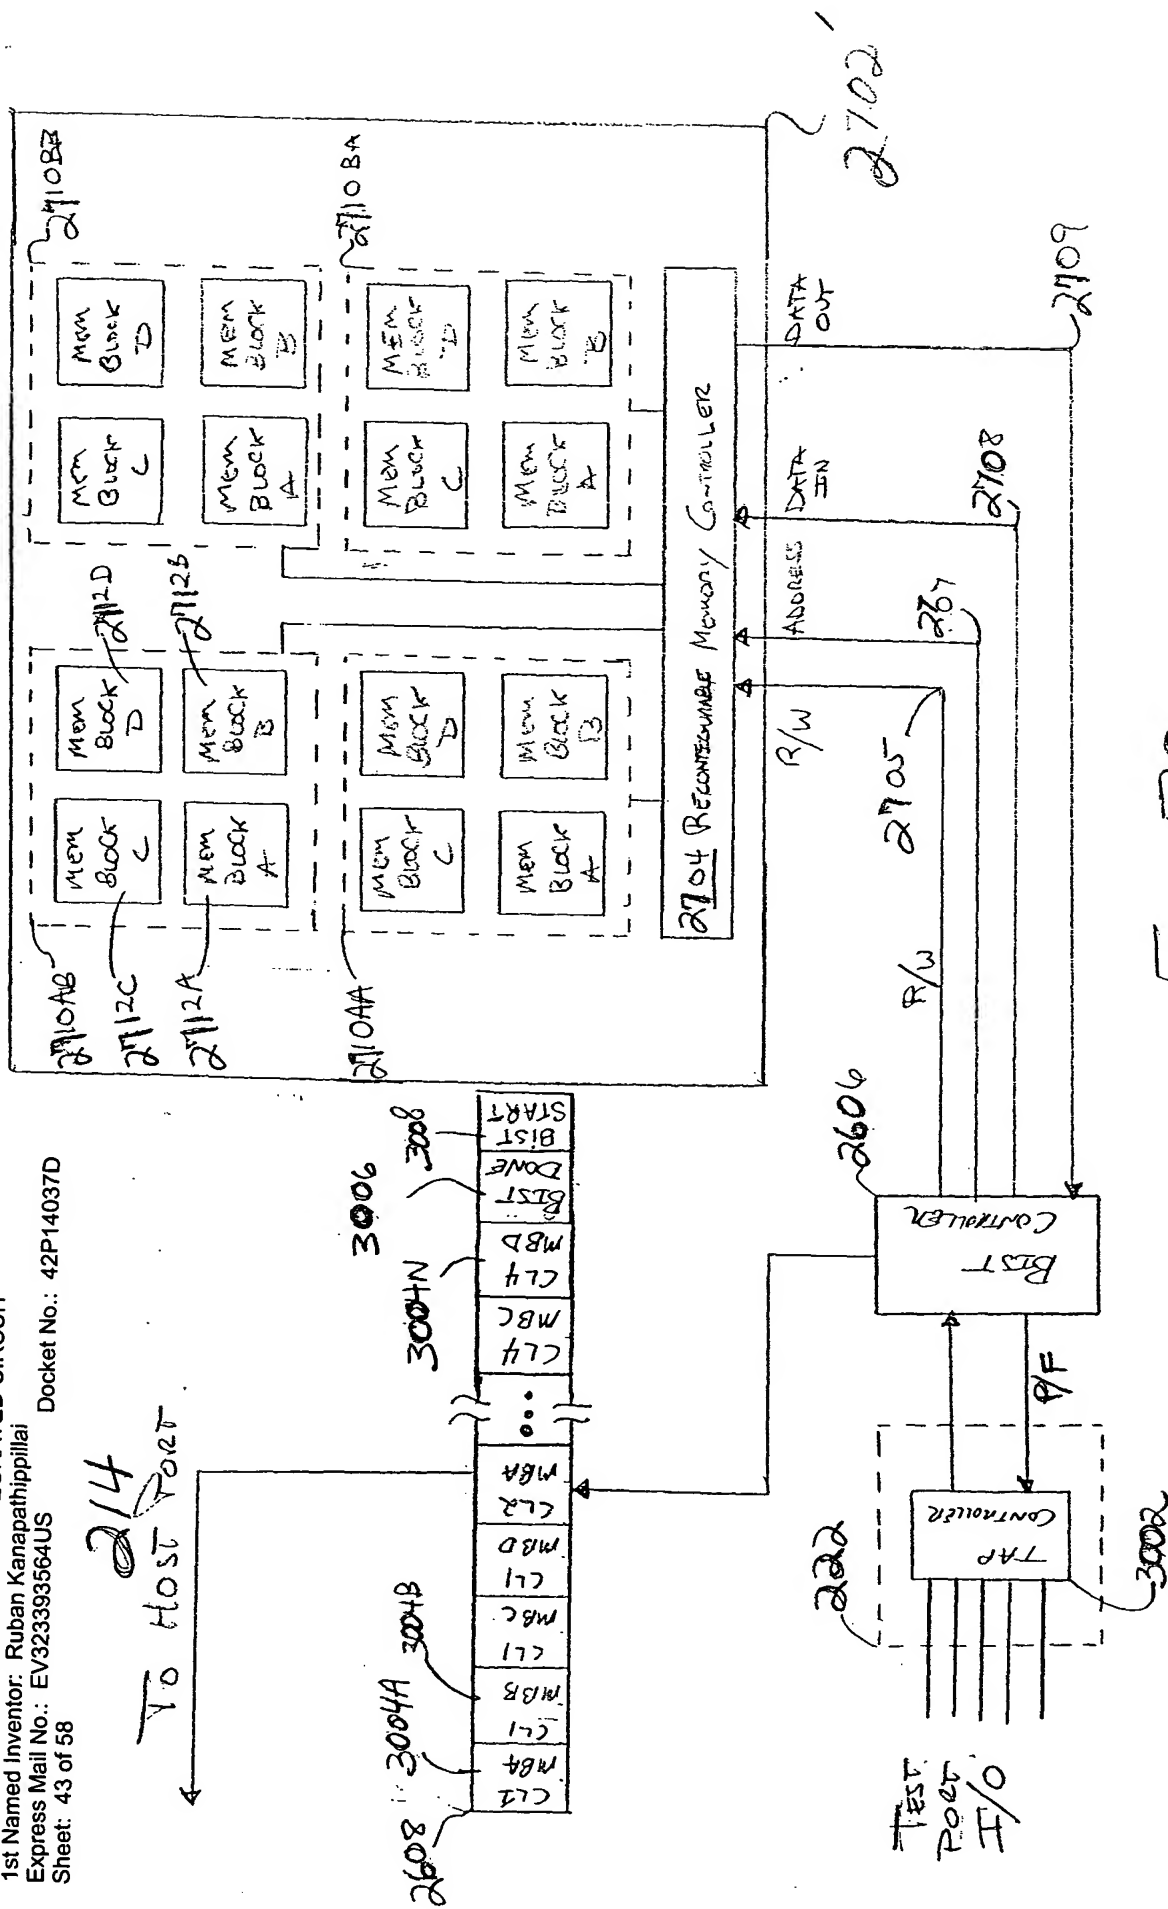 1st Named Inventor: Ruban Kanapathippillai
Express Mail No.: EV323393564US
Docket No.: 42P14037D
Sheet: 43 of 58
214
TO HOST PORT
2608
3004A
3004B
3004N
3006
3008
CL1 MBA
CL1 MBB
CL1 MBC
CL1 MBD
CL2 MBA
...
CL4 MBC
CL4 MBD
BIST DONE
BIST START
2710AB
2712C
2712A
2710AA
2712D
2712B
2710BB
2710BA
MEM BLOCK C
MEM BLOCK D
MEM BLOCK A
MEM BLOCK B
MEM BLOCK C
MEM BLOCK D
MEM BLOCK A
MEM BLOCK B
MEM BLOCK C
MEM BLOCK D
MEM BLOCK A
MEM BLOCK B
MEM BLOCK C
MEM BLOCK D
MEM BLOCK A
MEM BLOCK B
2704 RECONFIGURABLE MEMORY CONTROLLER
R/W
ADDRESS
DATA IN
DATA OUT
2702'
R/W
2705
2708
2709
2606
BIST CONTROLLER
P/F
2222
TAP CONTROLLER
3002
TEST PORT I/O